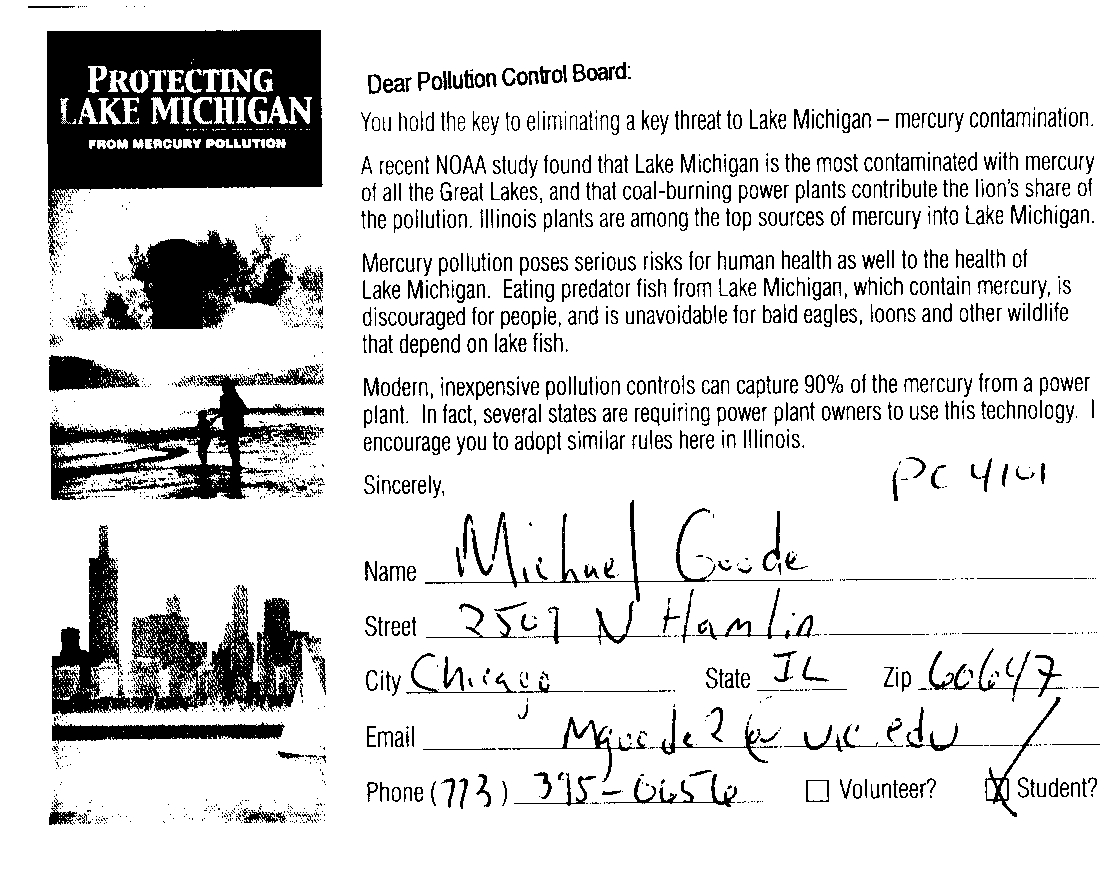 PROTECTING
LAKE MICHIGAN
FROM MERCURY POLLUTION
Dear Pollution Control Board:
You hold the key to eliminating a key threat to Lake Michigan – mercury contamination.
A recent NOAA study found that Lake Michigan is the most contaminated with mercury
of all the Great Lakes, and that coal-burning power plants contribute the lion's share of
the pollution. Illinois plants are among the top sources of mercury into Lake Michigan.
Mercury pollution poses serious risks for human health as well to the health of
Lake Michigan. Eating predator fish from Lake Michigan, which contain mercury, is
discouraged for people, and is unavoidable for bald eagles, loons and other wildlife
that depend on lake fish.
Modern, inexpensive pollution controls can capture 90% of the mercury from a power
plant. In fact, several states are requiring power plant owners to use this technology. I
encourage you to adopt similar rules here in Illinois.
Sincerely,
PC 4101
Name Michael Goode
Street 2507 N Hamlin
City Chicago State IL Zip 60647
Email Mgoode2@uic.edu
Phone (773) 395-0656 Volunteer? Student?